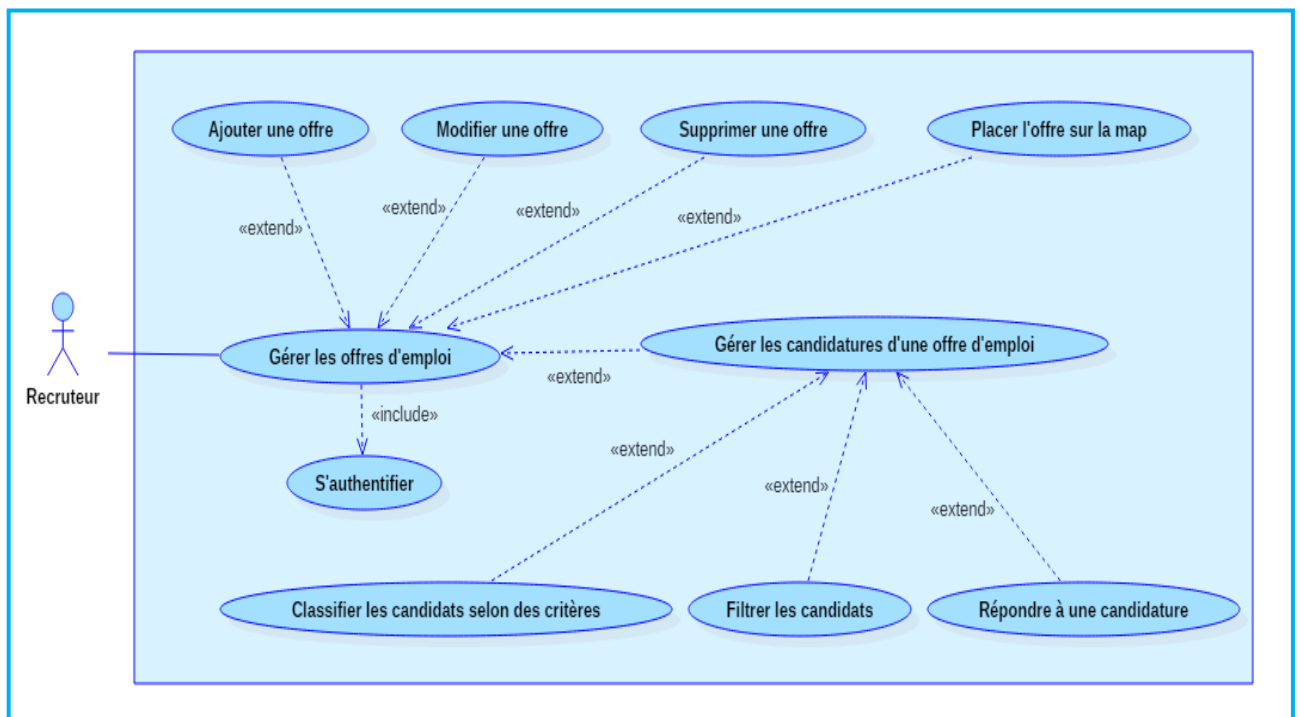 Ajouter une offre
Modifier une offre
Supprimer une offre
Placer l'offre sur la map
«extend»
«extend»
«extend»
«extend»
Recruteur
Gérer les offres d'emploi
Gérer les candidatures d'une offre d'emploi
«extend»
«include»
S'authentifier
«extend»
«extend»
«extend»
Classifier les candidats selon des critères
Filtrer les candidats
Répondre à une candidature